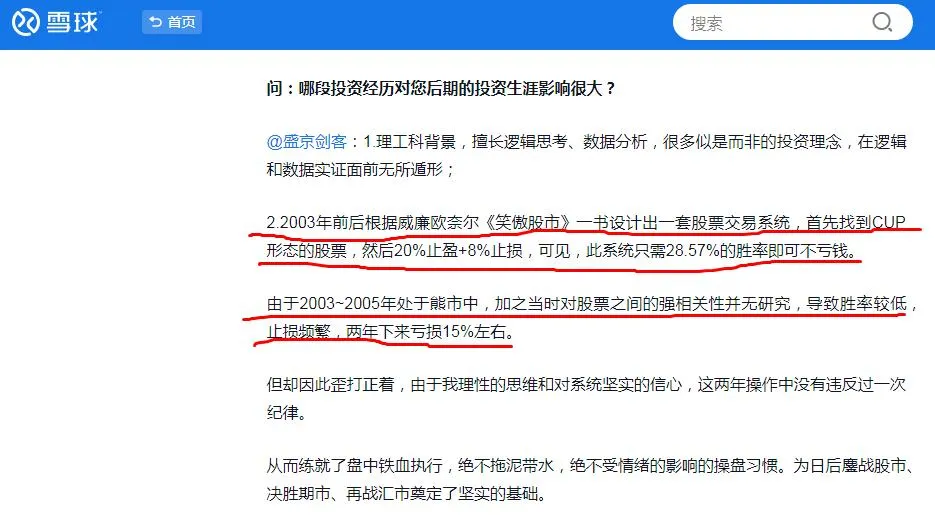 雪球
首页
搜索
问：哪段投资经历对您后期的投资生涯影响很大？
@盛京剑客：1.理工科背景，擅长逻辑思考、数据分析，很多似是而非的投资理念，在逻辑
和数据实证面前无所遁形；
2.2003年前后根据威廉欧奈尔《笑傲股市》一书设计出一套股票交易系统，首先找到CUP
形态的股票，然后20%止盈+8%止损，可见，此系统只需28.57%的胜率即可不亏钱。
由于2003~2005年处于熊市中，加之当时对股票之间的强相关性并无研究，导致胜率较低，
止损频繁，两年下来亏损15%左右。
但却因此歪打正着，由于我理性的思维和对系统坚实的信心，这两年操作中没有违反过一次
纪律。
从而练就了盘中铁血执行，绝不拖泥带水，绝不受情绪的影响的操盘习惯。为日后鏖战股市、
决胜期市、再战汇市奠定了坚实的基础。